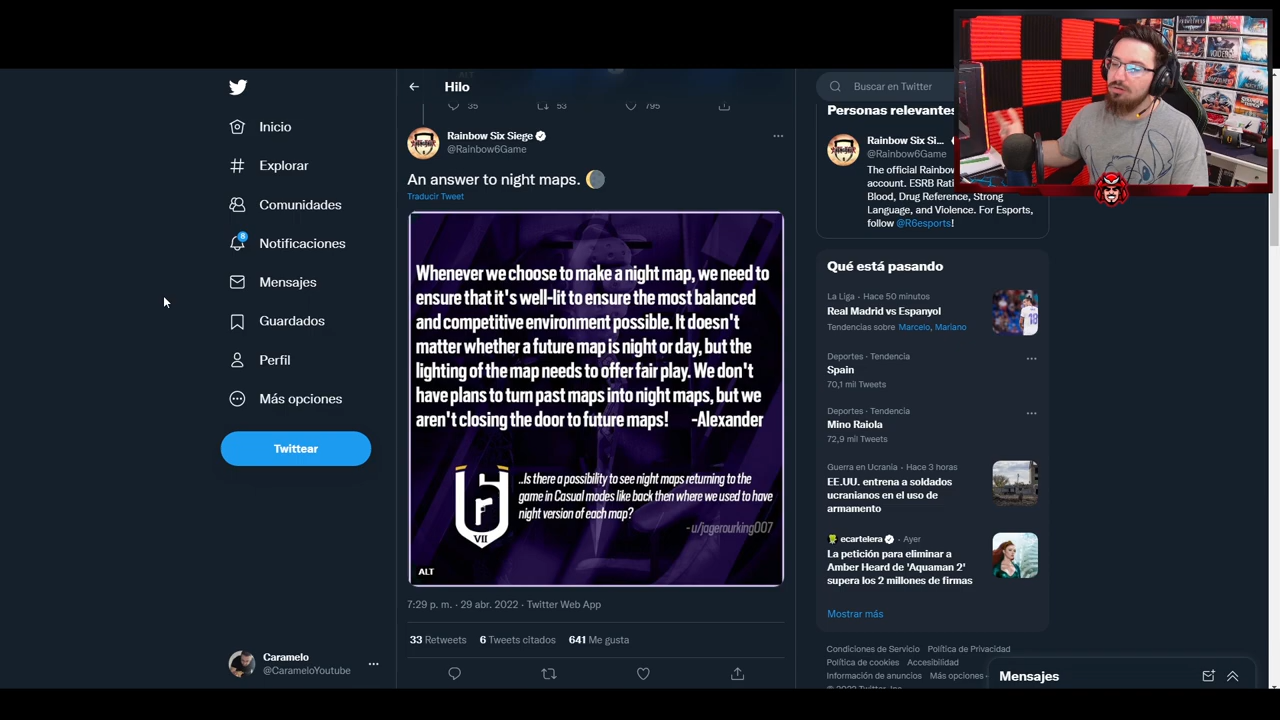 Inicio
Explorar
Comunidades
8
Notificaciones
Mensajes
Guardados
Perfil
Más opciones
Twittear
Caramelo
@CarameloYoutube
Hilo
35
53
795
Rainbow Six Siege
@Rainbow6Game
An answer to night maps.
Traducir Tweet
Whenever we choose to make a night map, we need to
ensure that it's well-lit to ensure the most balanced
and competitive environment possible. It doesn't
matter whether a future map is night or day, but the
lighting of the map needs to offer fair play. We don't
have plans to turn past maps into night maps, but we
aren't closing the door to future maps! -Alexander
VII
..Is there a possibility to see night maps returning to the
game in Casual modes like back then where we used to have
night version of each map?
- u/jagerourking007
ALT
7:29 p. m. · 29 abr. 2022 · Twitter Web App
33 Retweets 6 Tweets citados 641 Me gusta
Buscar en Twitter
Personas relevantes
Rainbow Six Si...
@Rainbow6Game
The official Rainbow
account. ESRB Rati
Blood, Drug Reference, Strong
Language, and Violence. For Esports,
follow @R6esports!
Qué está pasando
La Liga · Hace 50 minutos
Real Madrid vs Espanyol
Tendencias sobre Marcelo, Mariano
Deportes · Tendencia
Spain
70,1 mil Tweets
Deportes · Tendencia
Mino Raiola
72,9 mil Tweets
Guerra en Ucrania · Hace 3 horas
EE.UU. entrena a soldados
ucranianos en el uso de
armamento
ecartelera · Ayer
La petición para eliminar a
Amber Heard de 'Aquaman 2'
supera los 2 millones de firmas
Mostrar más
Condiciones de Servicio Política de Privacidad
Política de cookies Accesibilidad
Información de anuncios Más opciones
Mensajes